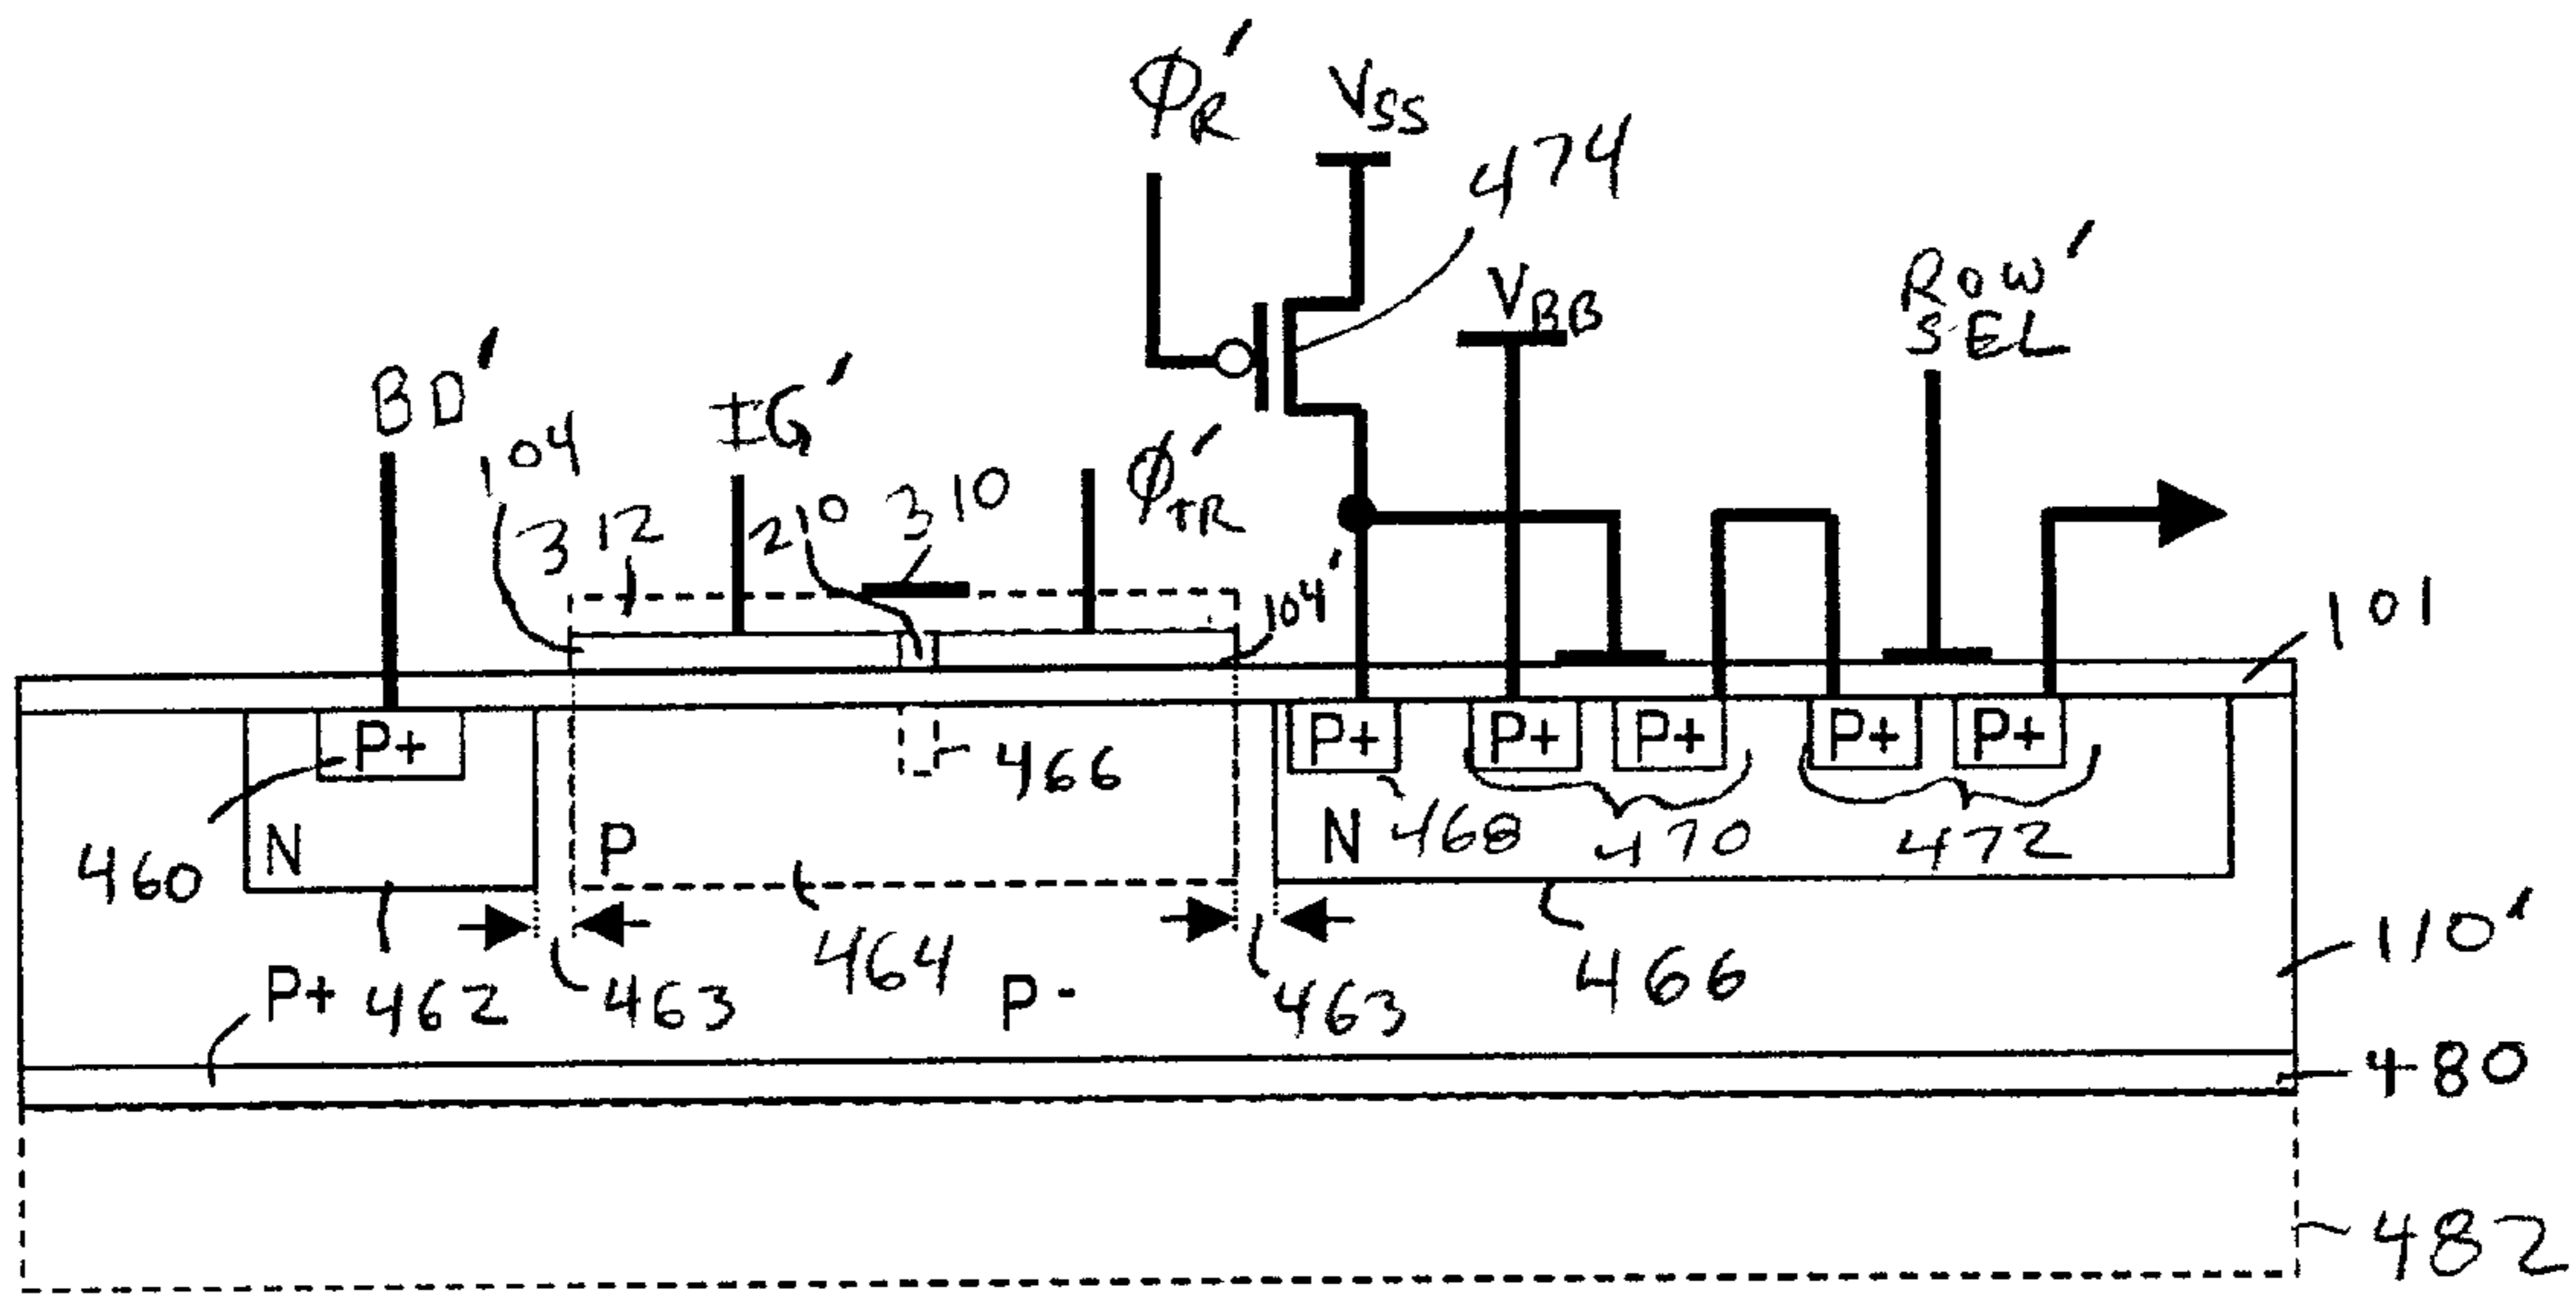 Φ'R
VSS
474
VBB
ROW'
SEL
BD'
IG'
104
312
210
310
Φ'TR
104'
101
P+
P+
P+
P+
P+
P+
466
N
P
N
468
470
472
460
462
463
464
463
466
110'
P+
P-
480
482